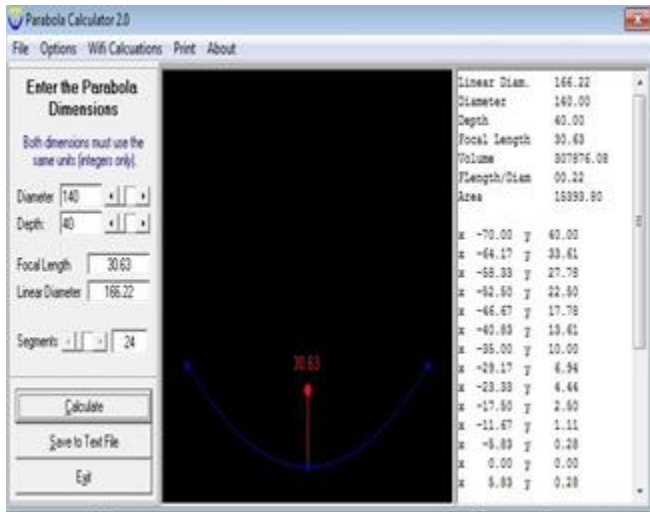 Parabola Calculator 2.0
File Options Wifi Calcuations Print About
Enter the Parabola
Dimensions
Both dimensions must use the
same units (integers only).
Diameter 140
Depth: 40
Focal Length 30.63
Linear Diameter 166.22
Segments 24
Calculate
Save to Text File
Exit
30.63
Linear Diam. 166.22
Diameter 140.00
Depth 40.00
Focal Length 30.63
Volume 307876.08
Flength/Diam 00.22
Area 15393.80
x -70.00 y 40.00
x -64.17 y 33.61
x -58.33 y 27.78
x -52.50 y 22.50
x -46.67 y 17.78
x -40.83 y 13.61
x -35.00 y 10.00
x -29.17 y 6.94
x -23.33 y 4.44
x -17.50 y 2.50
x -11.67 y 1.11
x -5.83 y 0.28
x 0.00 y 0.00
x 5.83 y 0.28